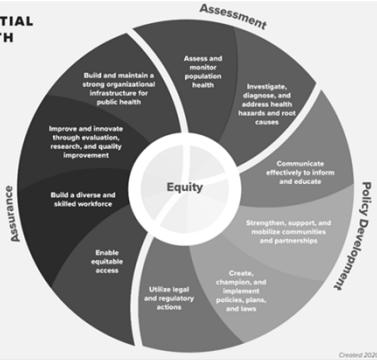 TIAL
TH
Assessment
Assess and
monitor
population
health
Investigate,
diagnose, and
address health
hazards and root
causes
Communicate
effectively to inform
and educate
Strengthen, support, and
mobilize communities
and partnerships
Create,
champion, and
implement
policies, plans,
and laws
Utilize legal
and regulatory
actions
Policy Development
Enable
equitable
access
Build a diverse and
skilled workforce
Improve and innovate
through evaluation,
research, and quality
improvement
Build and maintain a
strong organizational
infrastructure for
public health
Assurance
Equity
Created 2020